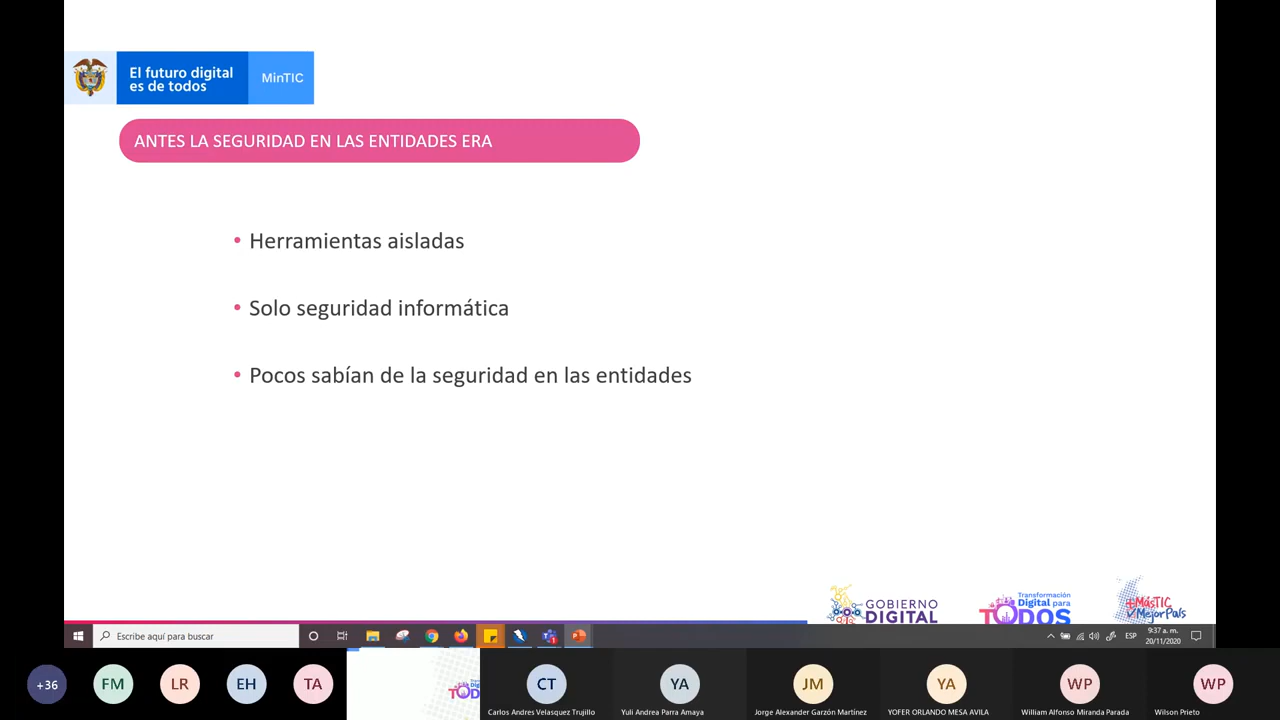 El futuro digital
es de todos
MinTIC
ANTES LA SEGURIDAD EN LAS ENTIDADES ERA
• Herramientas aisladas
• Solo seguridad informática
• Pocos sabían de la seguridad en las entidades
GOBIERNO
DIGITAL
Transformación
Digital para
TODOS
+MásTIC
MejorPaís
Escribe aquí para buscar
ESP
9:37 a. m.
20/11/2020
+36
FM
LR
EH
TA
CT
YA
JM
YA
WP
WP
Carlos Andres Velasquez Trujillo
Yuli Andrea Parra Amaya
Jorge Alexander Garzón Martínez
YOFER ORLANDO MESA AVILA
William Alfonso Miranda Parada
Wilson Prieto